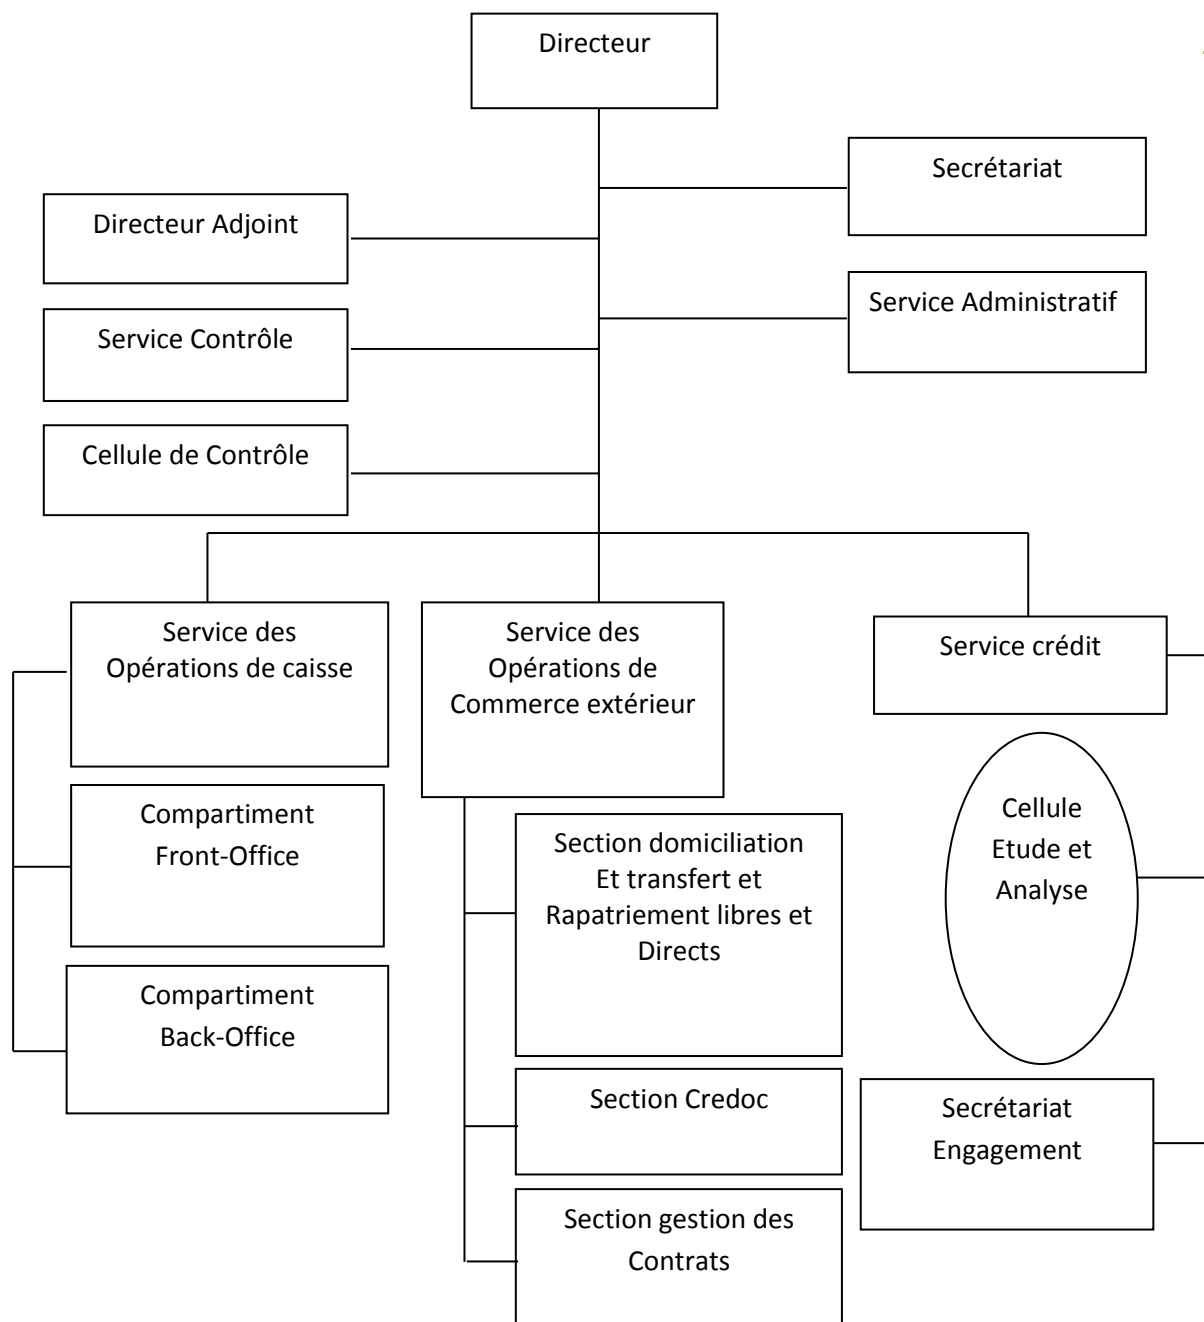 Directeur
Secrétariat
Directeur Adjoint
Service Administratif
Service Contrôle
Cellule de Contrôle
Service des
Opérations de caisse
Service des
Opérations de
Commerce extérieur
Service crédit
Compartiment
Front-Office
Compartiment
Back-Office
Section domiciliation
Et transfert et
Rapatriement libres et
Directs
Section Credoc
Section gestion des
Contrats
Cellule
Etude et
Analyse
Secrétariat
Engagement